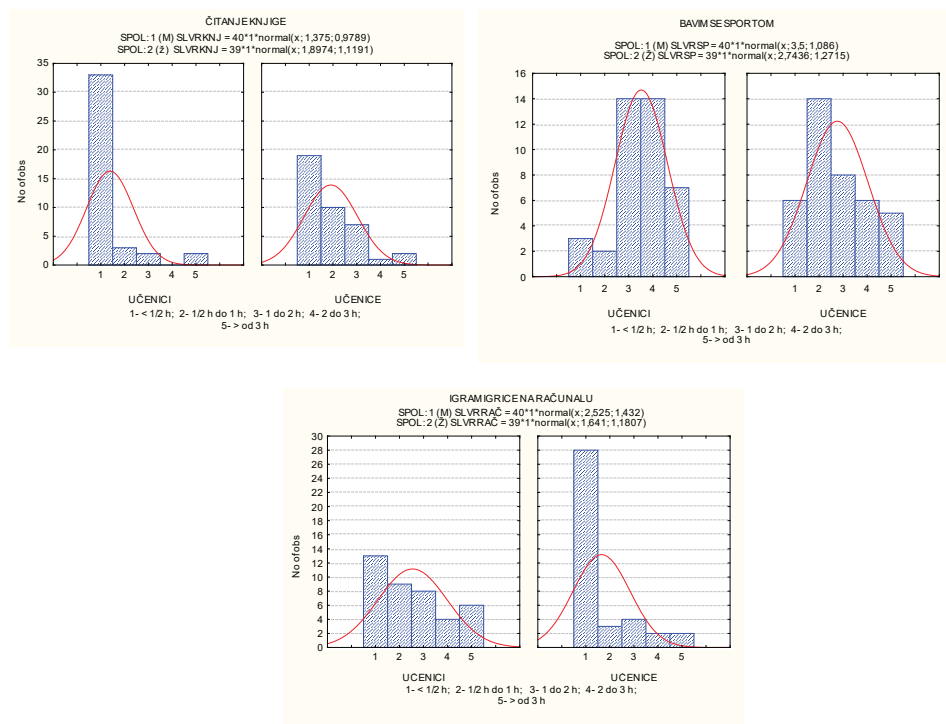 ČITANJE KNJIGE
SPOL: 1 (M) SLVRKNJ = 40*1*normal(x; 1,375; 0,9789)
SPOL: 2 (ž) SLVRKNJ = 39*1*normal(x; 1,8974; 1,1191)
35
30
25
20
15
10
5
0
No of obs
1 2 3 4 5
1 2 3 4 5
UČENICI UČENICE
1- < 1/2 h; 2- 1/2 h do 1 h; 3- 1 do 2 h; 4- 2 do 3 h;
5- > od 3 h
BAVIM SE SPORTOM
SPOL: 1 (M) SLVRSP = 40*1*normal(x; 3,5; 1,086)
SPOL: 2 (Ž) SLVRSP = 39*1*normal(x; 2,7436; 1,2715)
16
14
12
10
8
6
4
2
0
No of obs
1 2 3 4 5
1 2 3 4 5
UČENICI UČENICE
1- < 1/2 h; 2- 1/2 h do 1 h; 3- 1 do 2 h; 4- 2 do 3 h;
5- > od 3 h
IGRAM IGRICE NA RAČUNALU
SPOL: 1 (M) SLVRRAČ = 40*1*normal(x; 2,525; 1,432)
SPOL: 2 (Ž) SLVRRAČ = 39*1*normal(x; 1,641; 1,1807)
30
28
26
24
22
20
18
16
14
12
10
8
6
4
2
0
No of obs
1 2 3 4 5
1 2 3 4 5
UČENICI UČENICE
1- < 1/2 h; 2- 1/2 h do 1 h; 3- 1 do 2 h; 4- 2 do 3 h;
5- > od 3 h